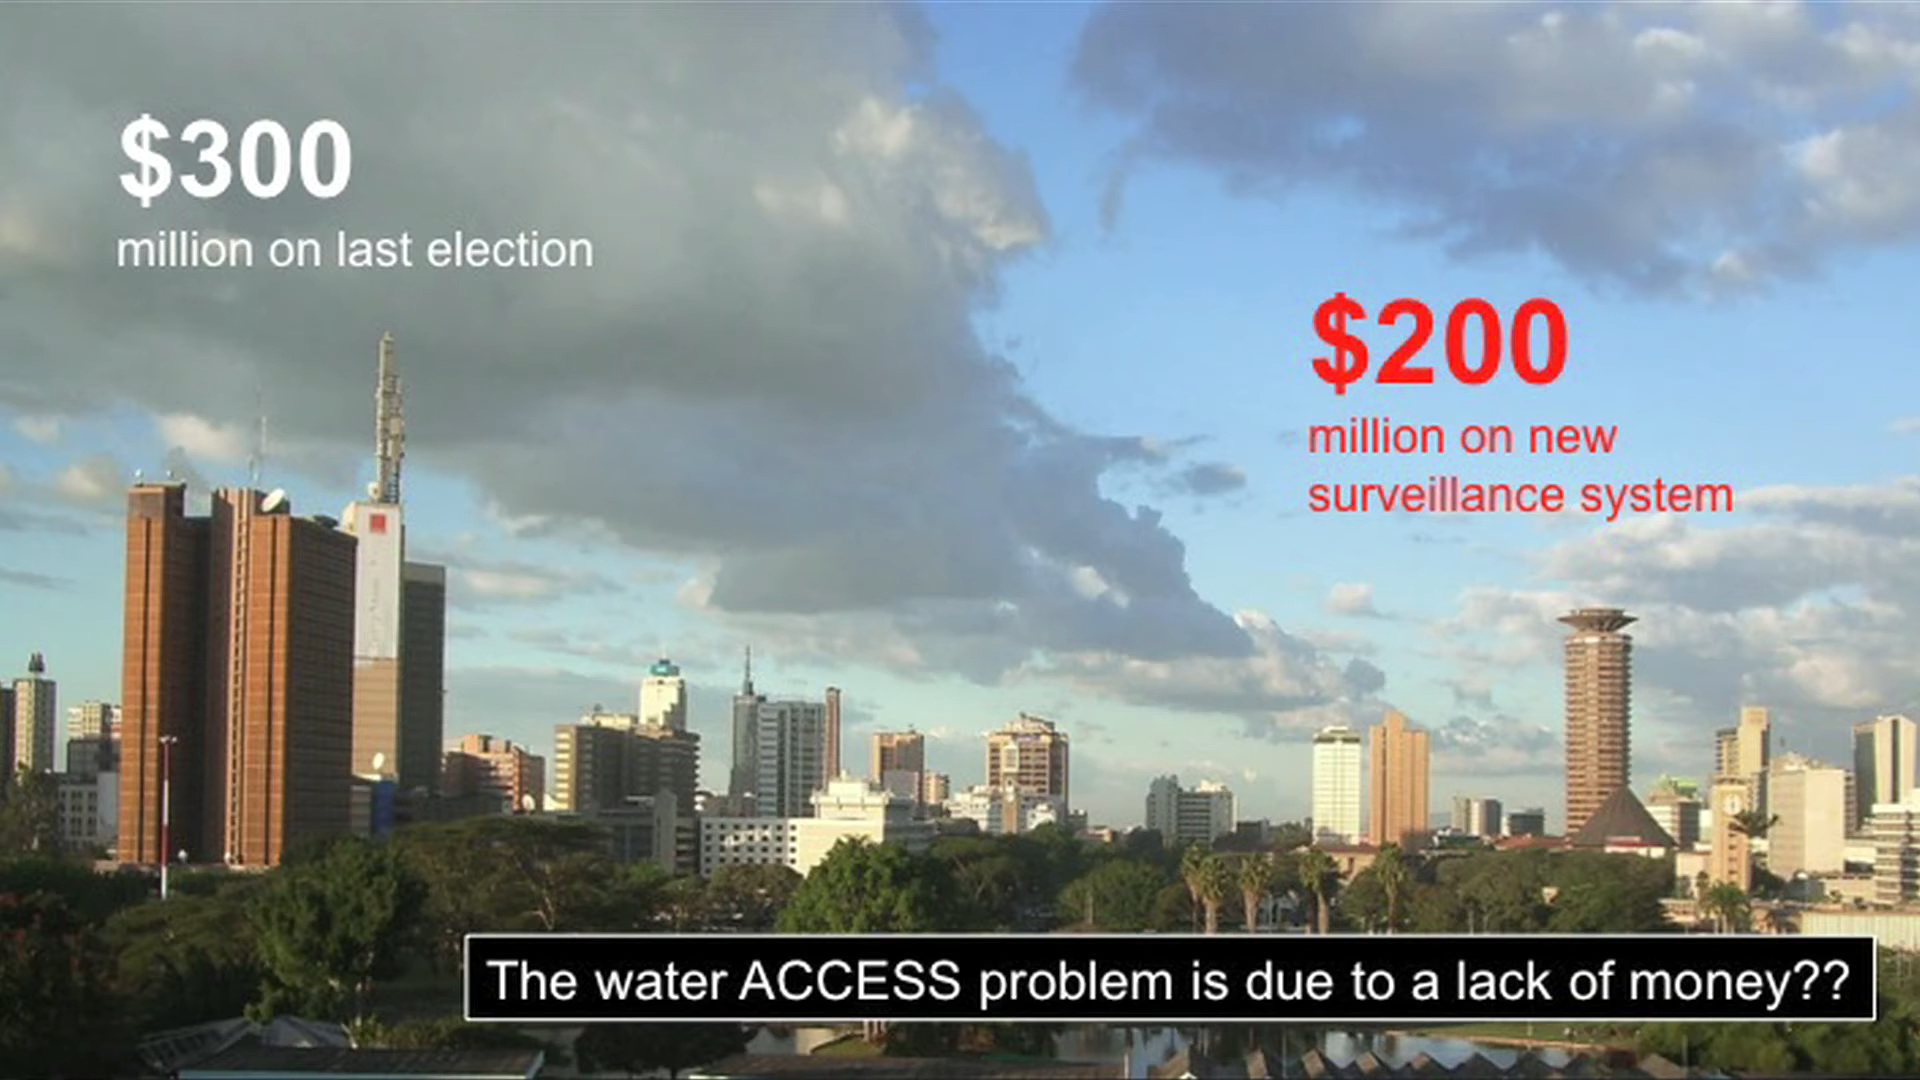 $300
million on last election
$200
million on new
surveillance system
The water ACCESS problem is due to a lack of money??